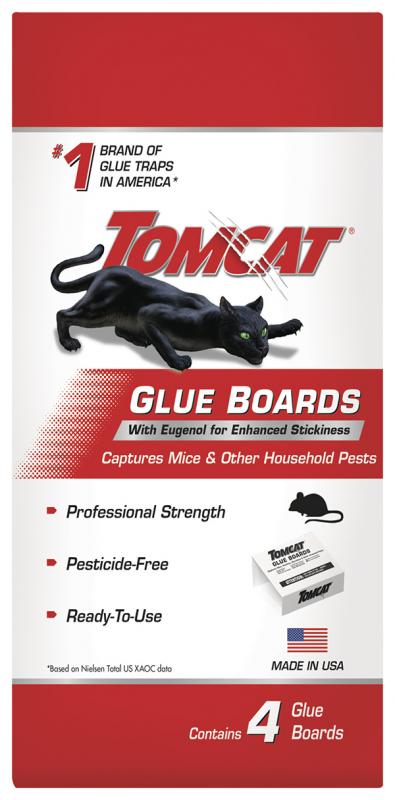 #1 BRAND OF
GLUE TRAPS
IN AMERICA*
TOMCAT®
GLUE BOARDS
With Eugenol for Enhanced Stickiness
Captures Mice & Other Household Pests
Professional Strength
Pesticide-Free
TOMCAT
GLUE BOARDS
Ready-To-Use
TOMCAT
*Based on Nielsen Total US XAOC data
MADE IN USA
Contains 4 Glue
Boards